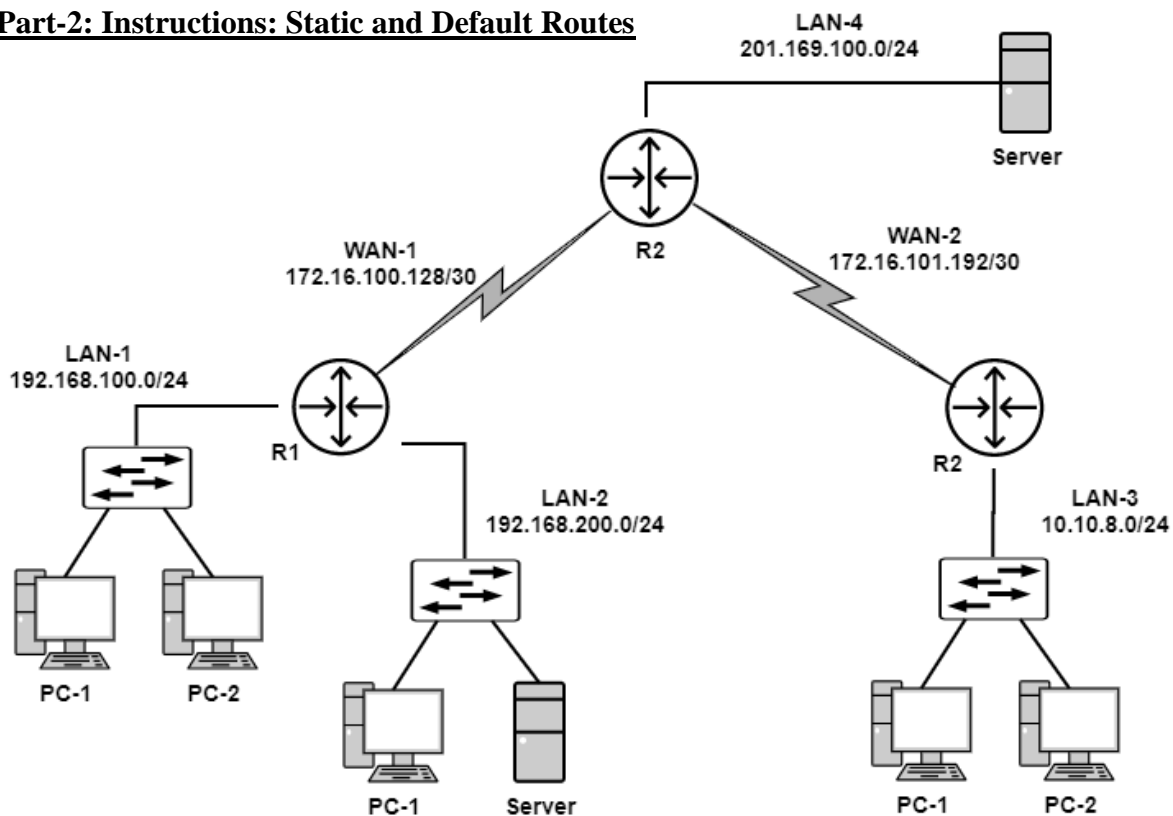 Part-2: Instructions: Static and Default Routes
LAN-4
201.169.100.0/24
Server
R2
WAN-1
172.16.100.128/30
WAN-2
172.16.101.192/30
LAN-1
192.168.100.0/24
R1
R2
LAN-2
192.168.200.0/24
LAN-3
10.10.8.0/24
PC-1
PC-2
PC-1
Server
PC-1
PC-2